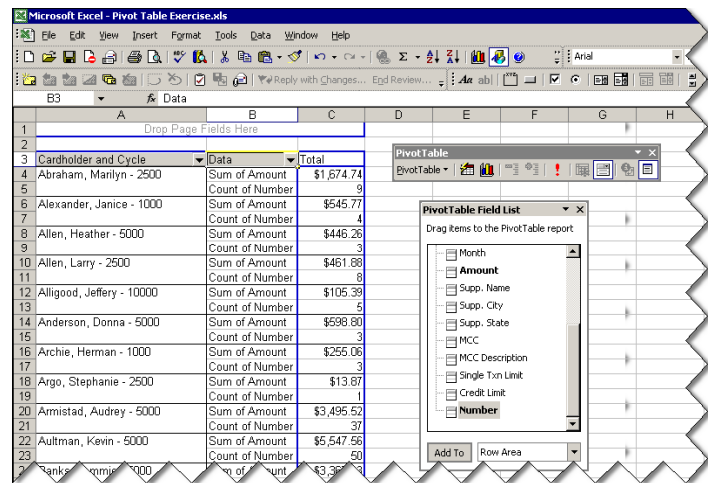 Microsoft Excel - Pivot Table Exercise.xls
File Edit View Insert Format Tools Data Window Help
Arial
Reply with Changes... End Review...
B3 fx Data
A B C D E F G H
1 Drop Page Fields Here
2
3 Cardholder and Cycle Data Total
4 Abraham, Marilyn - 2500 Sum of Amount $1,674.74
5 Count of Number 9
6 Alexander, Janice - 1000 Sum of Amount $545.77
7 Count of Number 4
8 Allen, Heather - 5000 Sum of Amount $446.26
9 Count of Number 3
10 Allen, Larry - 2500 Sum of Amount $461.88
11 Count of Number 8
12 Alligood, Jeffery - 10000 Sum of Amount $105.39
13 Count of Number 5
14 Anderson, Donna - 5000 Sum of Amount $598.80
15 Count of Number 3
16 Archie, Herman - 1000 Sum of Amount $255.06
17 Count of Number 3
18 Argo, Stephanie - 2500 Sum of Amount $13.87
19 Count of Number 1
20 Armistad, Audrey - 5000 Sum of Amount $3,495.52
21 Count of Number 37
22 Aultman, Kevin - 5000 Sum of Amount $5,547.56
23 Count of Number 50
PivotTable
PivotTable
PivotTable Field List
Drag items to the PivotTable report
Month
Amount
Supp. Name
Supp. City
Supp. State
MCC
MCC Description
Single Txn Limit
Credit Limit
Number
Add To Row Area